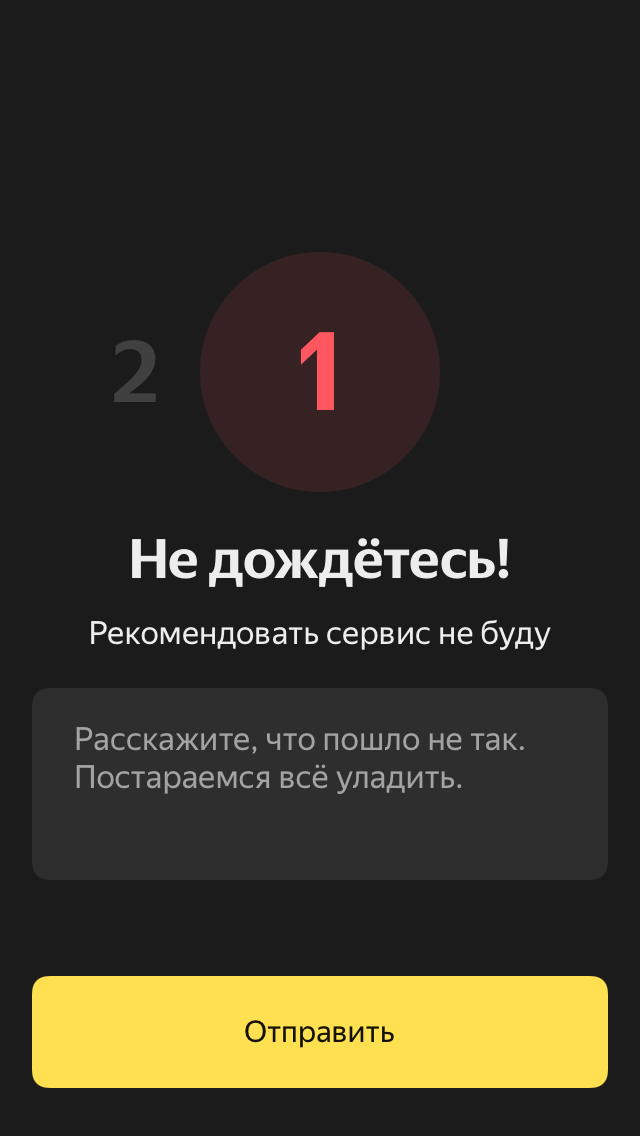 2
1
Не дождётесь!
Рекомендовать сервис не буду
Расскажите, что пошло не так.
Постараемся всё уладить.
Отправить